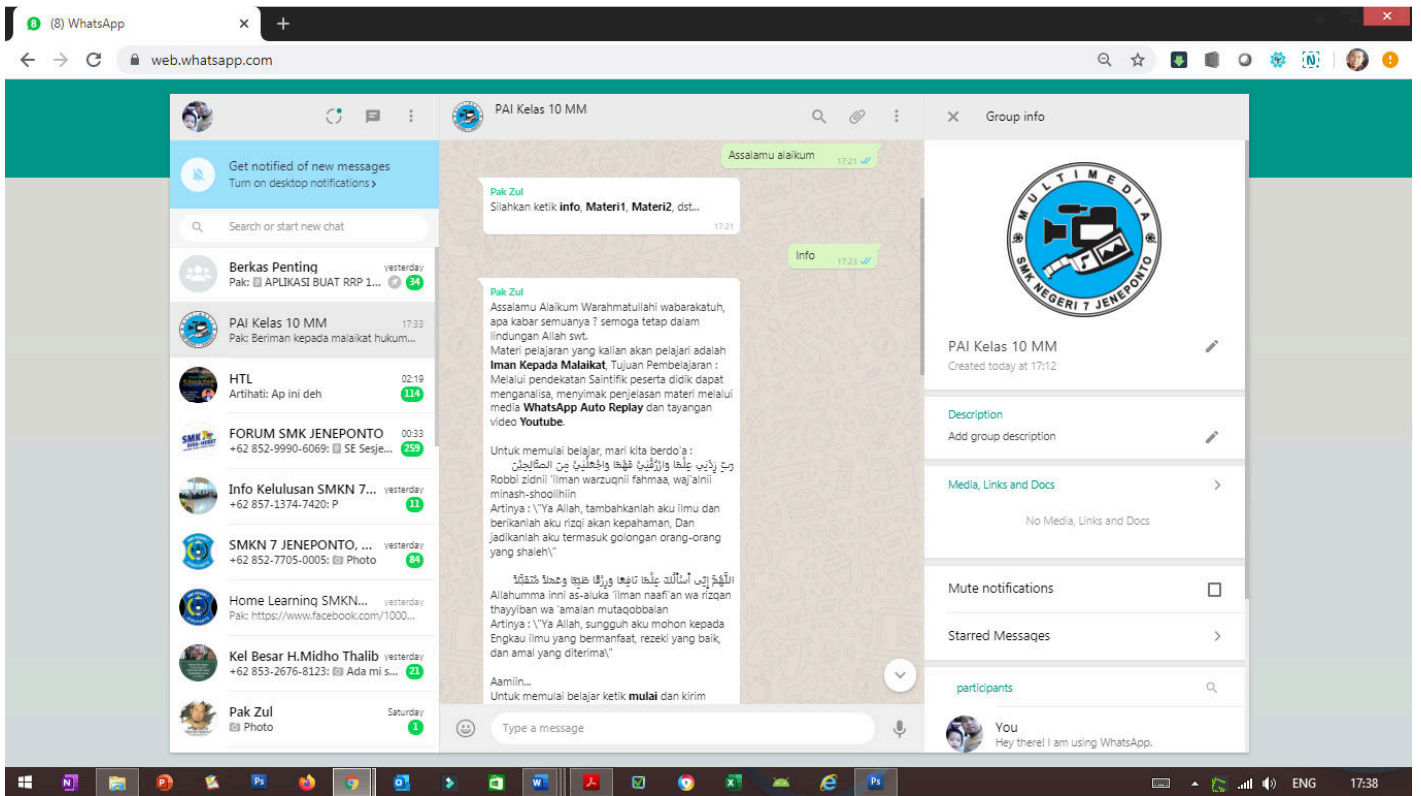 (8) WhatsApp
web.whatsapp.com
Get notified of new messages
Turn on desktop notifications >
Search or start new chat
Berkas Penting yesterday
Pak: APLIKASI BUAT RRP 1... 34
PAI Kelas 10 MM 17:33
Pak: Beriman kepada malaikat hukum...
HTL 02:19
Artihati: Ap ini deh 114
FORUM SMK JENEPONTO 00:33
+62 852-9990-6069: SE Sesje... 259
Info Kelulusan SMKN 7... yesterday
+62 857-1374-7420: P 11
SMKN 7 JENEPONTO, ... yesterday
+62 852-7705-0005: Photo 84
Home Learning SMKN... yesterday
Pak: https://www.facebook.com/1000...
Kel Besar H.Midho Thalib yesterday
+62 853-2676-8123: Ada mi s... 21
Pak Zul Saturday
Photo 1
PAI Kelas 10 MM
Assalamu alaikum 17:21
Pak Zul
Silahkan ketik info, Materi1, Materi2, dst...
17:21
Info 17:23
Pak Zul
Assalamu Alaikum Warahmatullahi wabarakatuh,
apa kabar semuanya ? semoga tetap dalam
lindungan Allah swt.
Materi pelajaran yang kalian akan pelajari adalah
Iman Kepada Malaikat, Tujuan Pembelajaran :
Melalui pendekatan Saintifik peserta didik dapat
menganalisa, menyimak penjelasan materi melalui
media WhatsApp Auto Replay dan tayangan
video Youtube.
Untuk memulai belajar, mari kita berdo'a :
رَبِّ زِدْنِي عِلْمًا وَارْزُقْنِيْ فَهْمًا وَاجْعَلْنِيْ مِنَ الصَّالِحِيْنَ
Robbi zidnii 'ilman warzuqnii fahmaa, waj'alnii
minash-shoolihiin
Artinya : \"Ya Allah, tambahkanlah aku ilmu dan
berikanlah aku rizqi akan kepahaman, Dan
jadikanlah aku termasuk golongan orang-orang
yang shaleh\"
اللَّهُمَّ إِنِّى أَسْأَلُكَ عِلْمًا نَافِعًا وَرِزْقًا طَيِّبًا وَعَمَلاً مُتَقَبَّلاً
Allahumma inni as-aluka 'ilman naafi'an wa rizqan
thayyiban wa 'amalan mutaqobbalan
Artinya : \"Ya Allah, sungguh aku mohon kepada
Engkau ilmu yang bermanfaat, rezeki yang baik,
dan amal yang diterima\"
Aamiin...
Untuk memulai belajar ketik mulai dan kirim
Type a message
Group info
MULTIMEDIA
SMK NEGERI 7 JENEPONTO
PAI Kelas 10 MM
Created today at 17:12
Description
Add group description
Media, Links and Docs
No Media, Links and Docs
Mute notifications
Starred Messages
participants
You
Hey there! I am using WhatsApp.
ENG 17:38